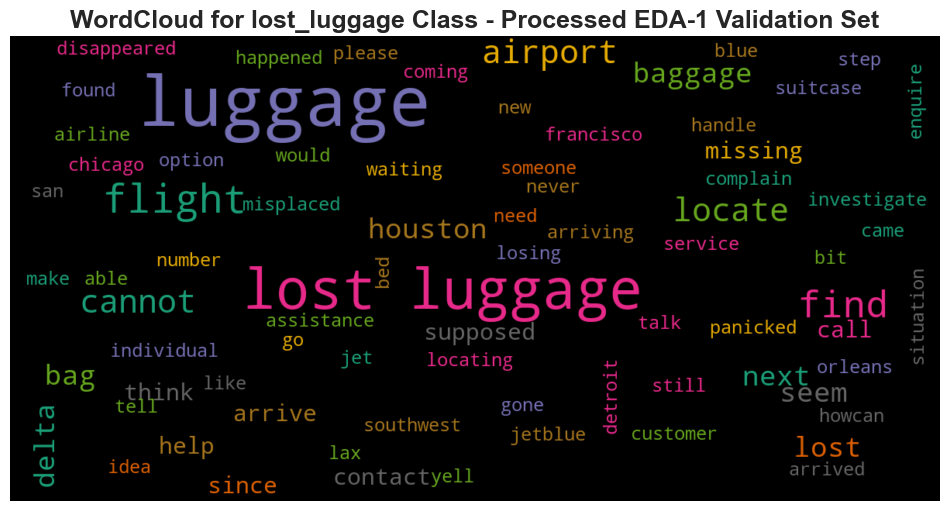 WordCloud for lost_luggage Class - Processed EDA-1 Validation Set
disappeared happened please airport blue step
coming baggage
found luggage suitcase enquire
new
airline francisco handle
chicago option would waiting someone missing
san flight misplaced never complain investigate
houston need locate
arriving service came
number losing bit
make able bed
cannot lost luggage find situation
assistance supposed talk panicked call
individual go jet locating orleans
bag think like detroit still next seem
delta tell arrive gone howcan
southwest jetblue customer
help lax lost
idea since contact yell arrived